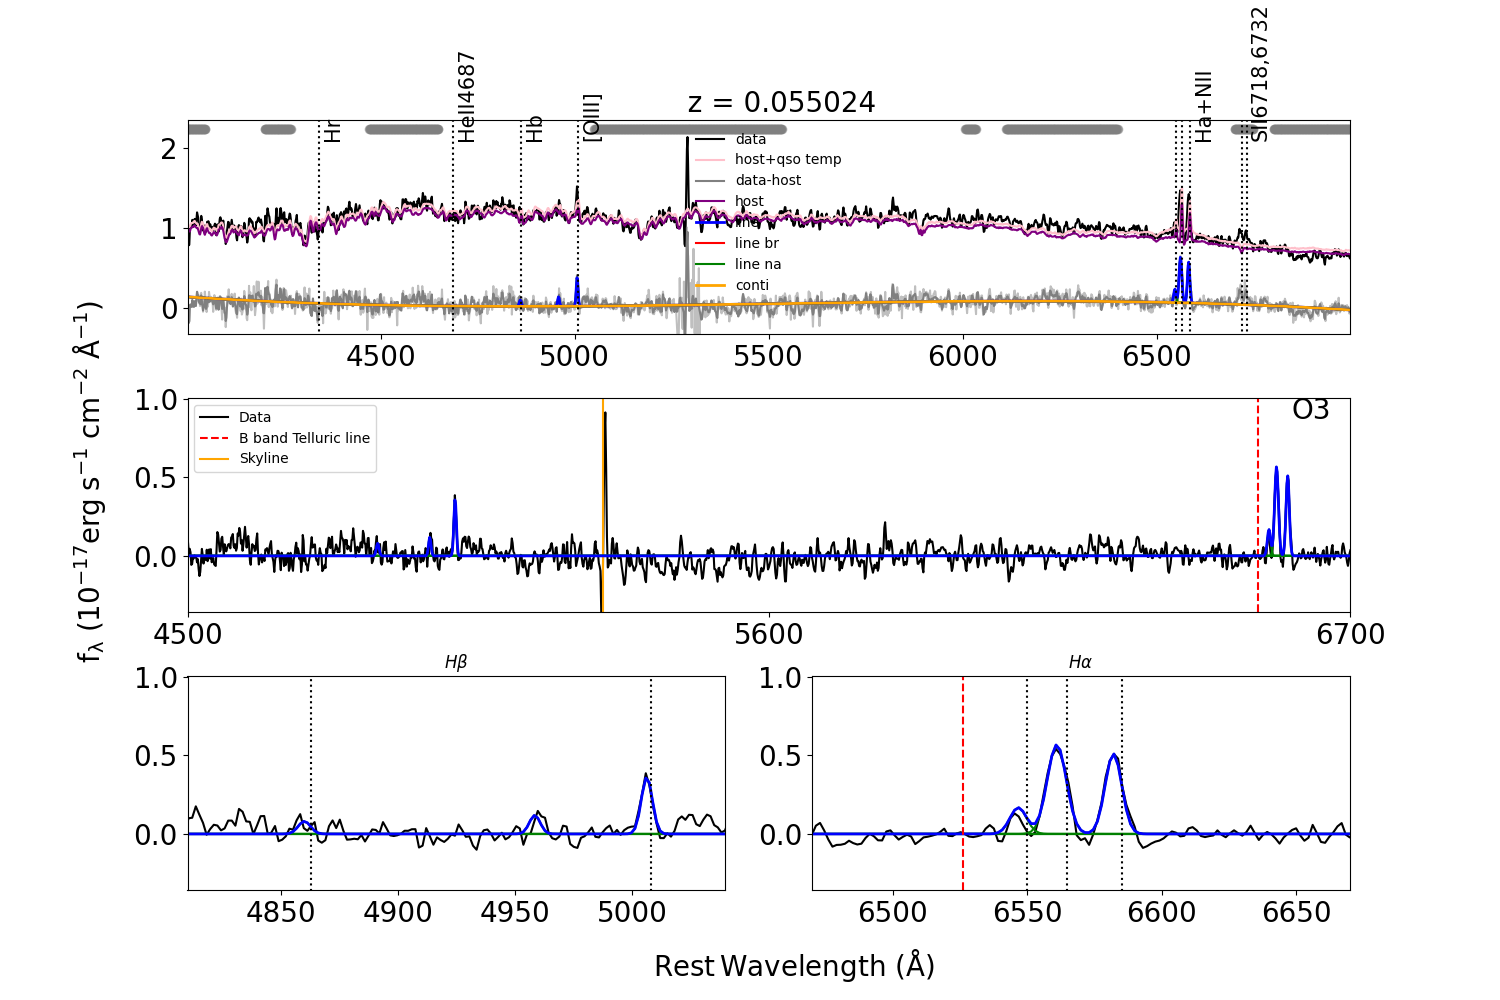 z = 0.055024
Hr
HeII4687
Hb
[OIII]
Ha+NII
SII6718,6732
data
host+qso temp
data-host
host
line
line br
line na
conti
2
1
0
4500 5000 5500 6000 6500
fλ (10⁻¹⁷erg s⁻¹ cm⁻² Å⁻¹)
O3
Data
B band Telluric line
Skyline
1.0
0.5
0.0
4500 5600 6700
Hβ
1.0
0.5
0.0
4850 4900 4950 5000
Hα
1.0
0.5
0.0
6500 6550 6600 6650
Rest Wavelength (Å)